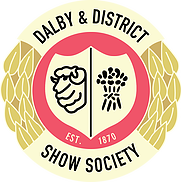 DALBY & DISTRICT
EST. 1870
SHOW SOCIETY